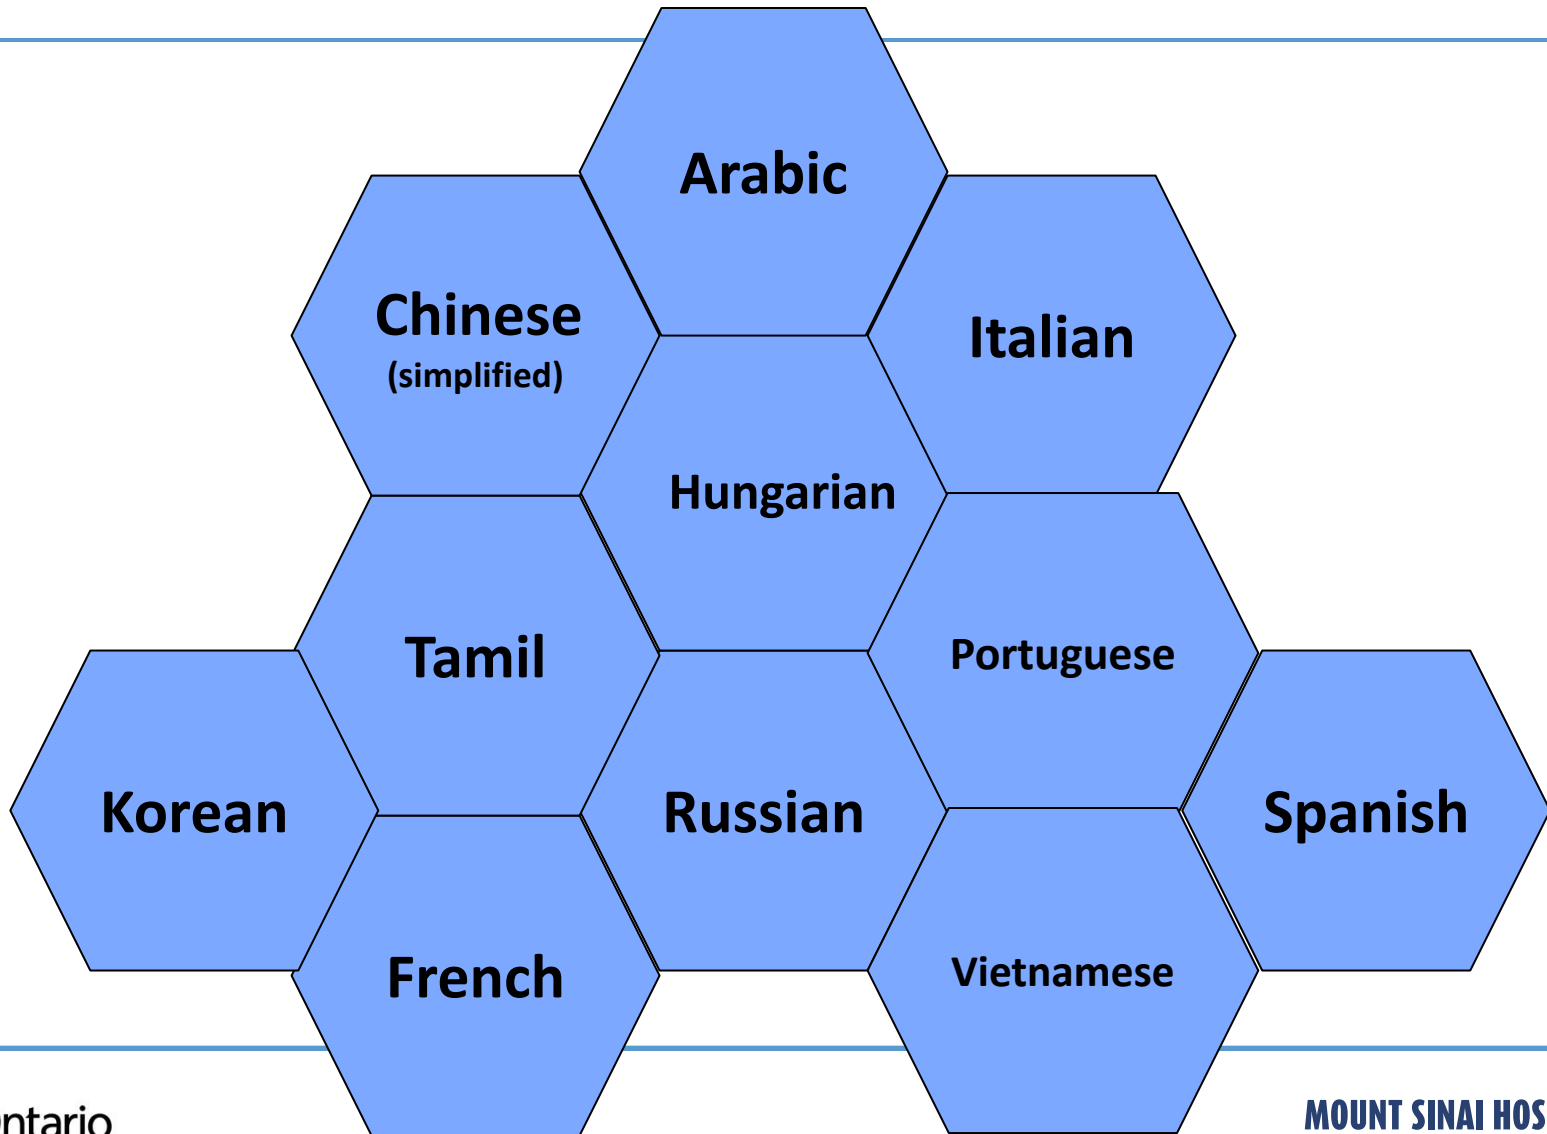 Arabic
Chinese
(simplified)
Italian
Hungarian
Tamil
Portuguese
Korean
Russian
Spanish
French
Vietnamese
ntario
MOUNT SINAI HOS